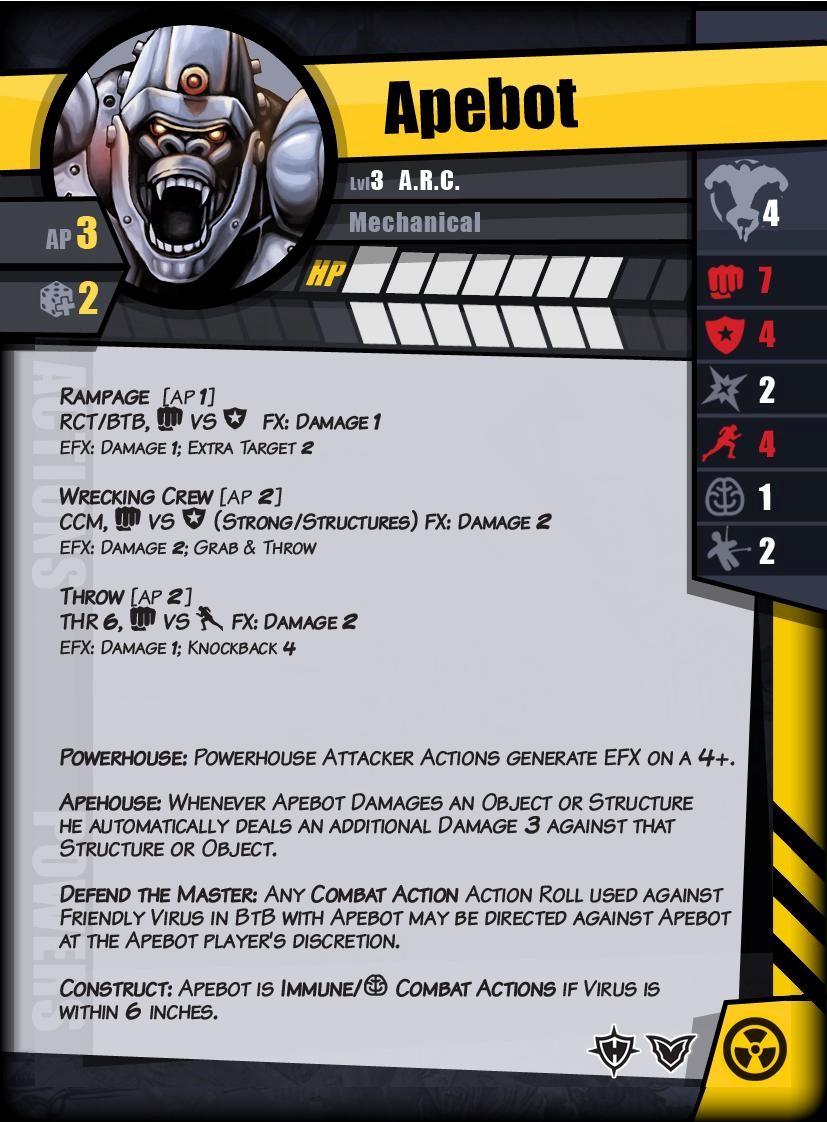 Apebot
Lvl3 A.R.C.
Mechanical
AP 3
2
HP
4
7
4
2
4
1
2
ACTIONS
RAMPAGE [AP 1]
RCT/BTB, VS FX: DAMAGE 1
EFX: DAMAGE 1; EXTRA TARGET 2
WRECKING CREW [AP 2]
CCM, VS (STRONG/STRUCTURES) FX: DAMAGE 2
EFX: DAMAGE 2; GRAB & THROW
THROW [AP 2]
THR 6, VS FX: DAMAGE 2
EFX: DAMAGE 1; KNOCKBACK 4
POWERS
POWERHOUSE: POWERHOUSE ATTACKER ACTIONS GENERATE EFX ON A 4+.
APEHOUSE: WHENEVER APEBOT DAMAGES AN OBJECT OR STRUCTURE
HE AUTOMATICALLY DEALS AN ADDITIONAL DAMAGE 3 AGAINST THAT
STRUCTURE OR OBJECT.
DEFEND THE MASTER: ANY COMBAT ACTION ACTION ROLL USED AGAINST
FRIENDLY VIRUS IN BTB WITH APEBOT MAY BE DIRECTED AGAINST APEBOT
AT THE APEBOT PLAYER'S DISCRETION.
CONSTRUCT: APEBOT IS IMMUNE/ COMBAT ACTIONS IF VIRUS IS
WITHIN 6 INCHES.
H